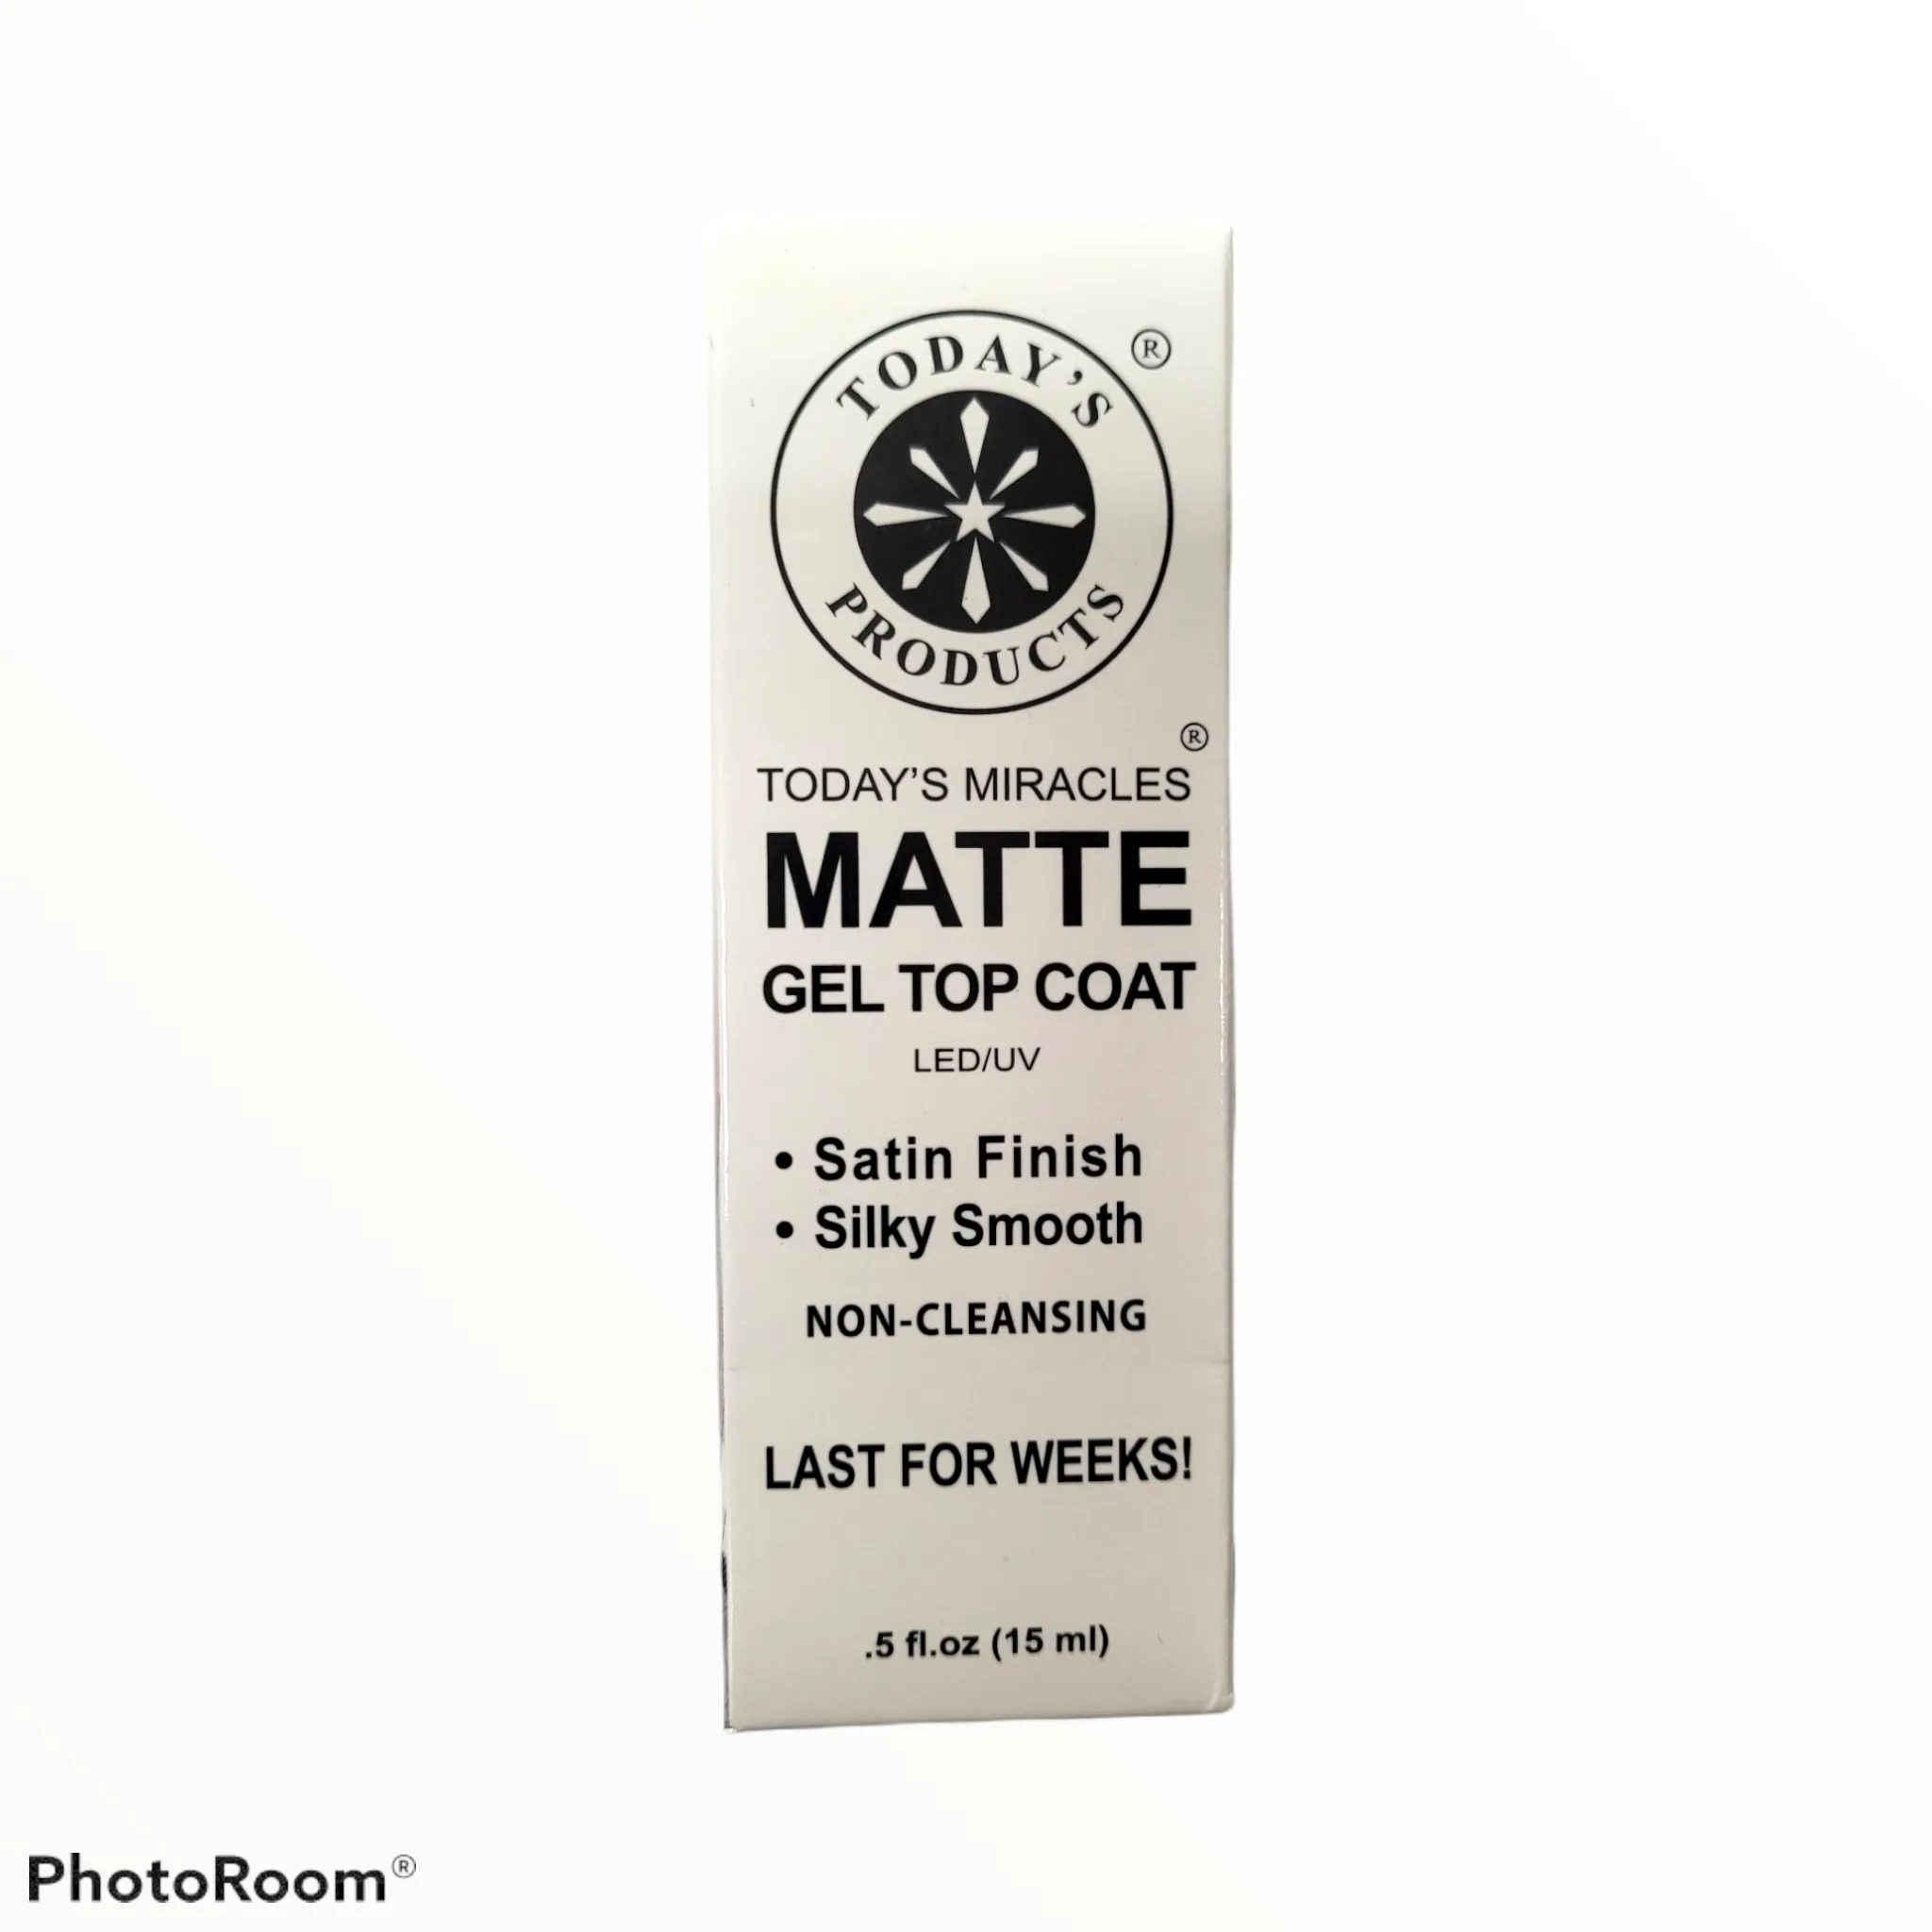 TODAY'S ®
PRODUCTS
®
TODAY'S MIRACLES
MATTE
GEL TOP COAT
LED/UV
• Satin Finish
• Silky Smooth
NON-CLEANSING
LAST FOR WEEKS!
.5 fl.oz (15 ml)
PhotoRoom®